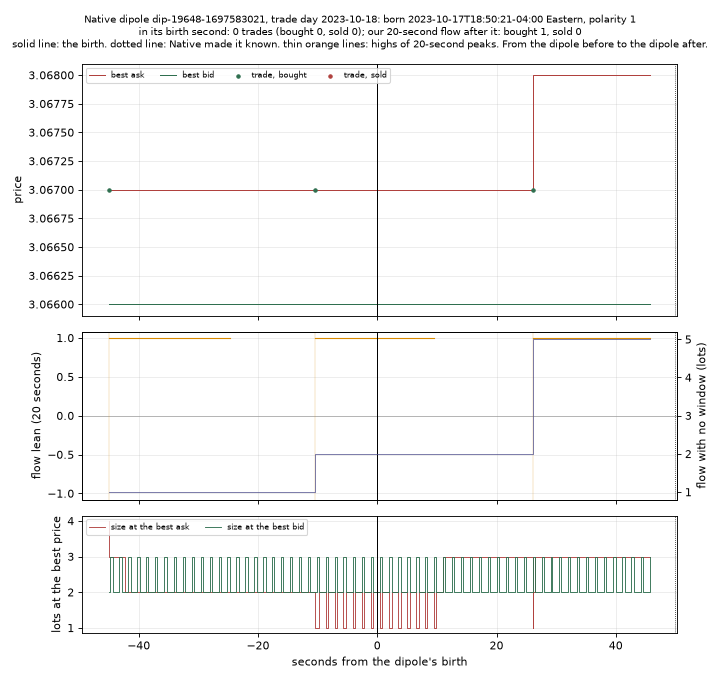 Native dipole dip-19648-1697583021, trade day 2023-10-18: born 2023-10-17T18:50:21-04:00 Eastern, polarity 1
in its birth second: 0 trades (bought 0, sold 0); our 20-second flow after it: bought 1, sold 0
solid line: the birth. dotted line: Native made it known. thin orange lines: highs of 20-second peaks. From the dipole before to the dipole after.
best ask
best bid
trade, bought
trade, sold
3.06800
3.06775
3.06750
3.06725
3.06700
3.06675
3.06650
3.06625
3.06600
price
1.0
0.5
0.0
−0.5
−1.0
flow lean (20 seconds)
5
4
3
2
1
flow with no window (lots)
size at the best ask
size at the best bid
4
3
2
1
lots at the best price
−40
−20
0
20
40
seconds from the dipole's birth